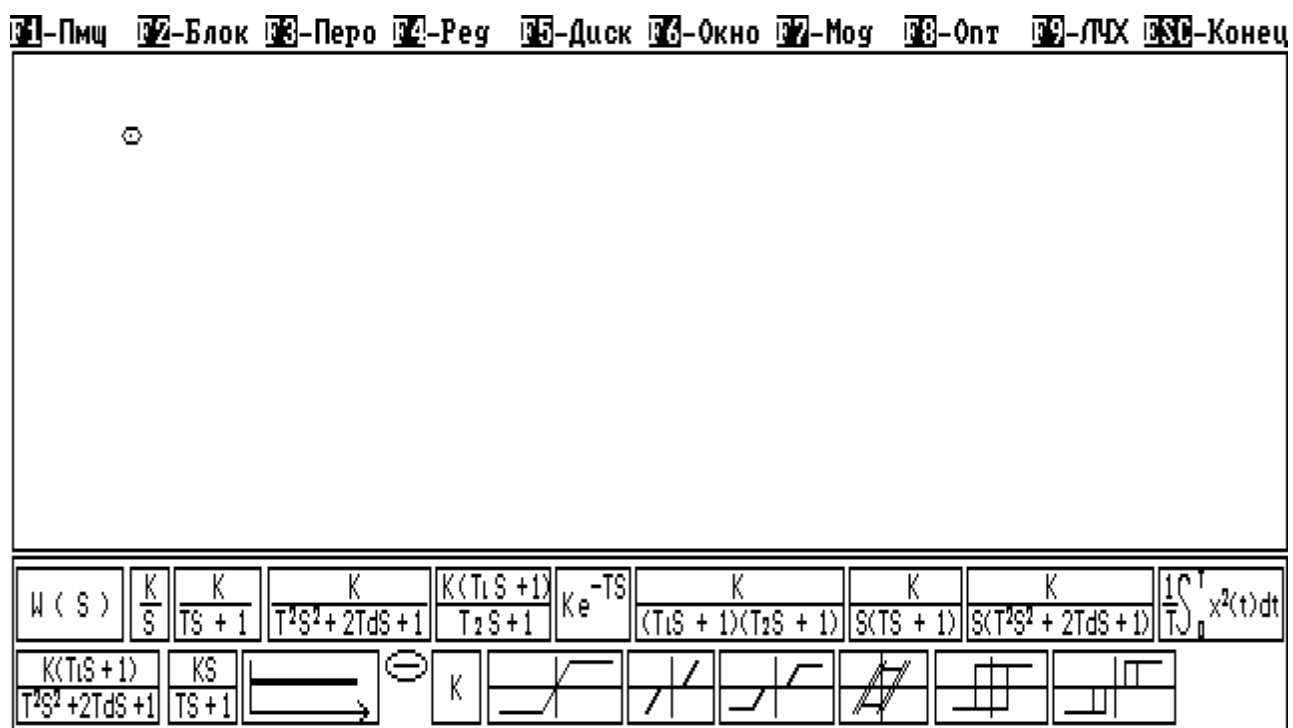 F1-Пмщ F2-Блок F3-Перо F4-Ред F5-Диск F6-Окно F7-Мод F8-Опт F9-ЛЧХ ESC-Конец
W ( S ) K/S K/(TS + 1) K/(T²S² + 2TdS + 1) K(T₁S + 1)/(T₂S + 1) Ke^-TS K/((T₁S + 1)(T₂S + 1)) K/(S(TS + 1)) K/(S(T²S² + 2TdS + 1)) 1/T ∫₀ᵀ x²(t)dt
K(T₁S + 1)/(T²S² + 2TdS + 1) KS/(TS + 1) K